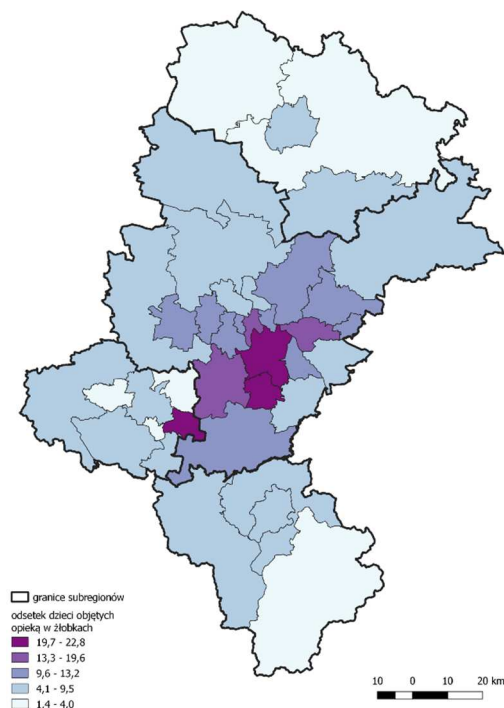 granice subregionów
odsetek dzieci objętych
opieką w żłobkach
19,7 - 22,8
13,3 - 19,6
9,6 - 13,2
4,1 - 9,5
1,4 - 4,0
10 0 10 20 km